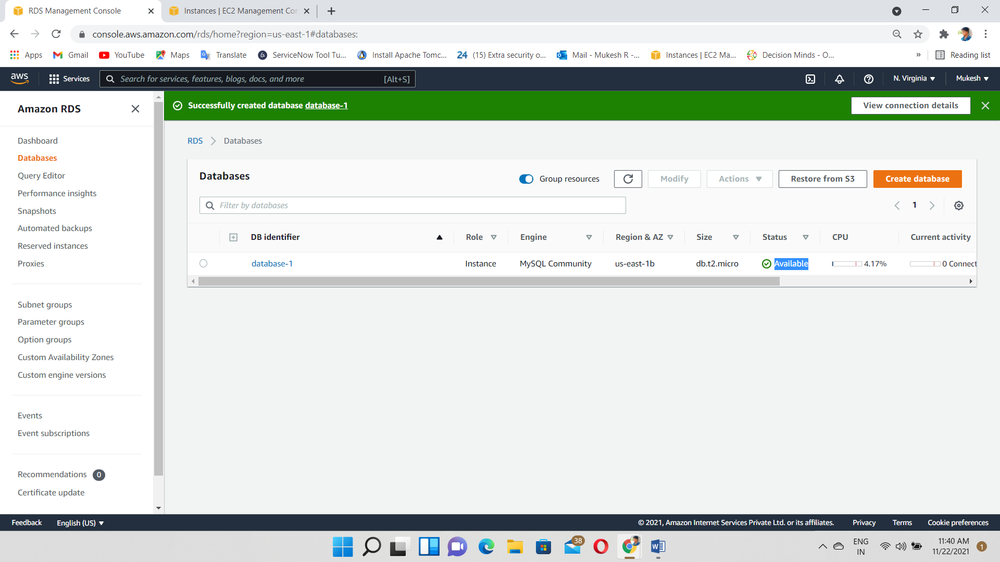 RDS Management Console
Instances | EC2 Management Con
console.aws.amazon.com/rds/home?region=us-east-1#databases:
Apps
Gmail
YouTube
Maps
Translate
ServiceNow Tool Tu...
Install Apache Tomc...
24
(15) Extra security o...
Mail - Mukesh R -...
Instances | EC2 Ma...
Decision Minds - O...
»
Reading list
aws
Services
Search for services, features, blogs, docs, and more
[Alt+S]
N. Virginia
Mukesh
Amazon RDS
Successfully created database database-1
View connection details
Dashboard
Databases
Query Editor
Performance insights
Snapshots
Automated backups
Reserved instances
Proxies
Subnet groups
Parameter groups
Option groups
Custom Availability Zones
Custom engine versions
Events
Event subscriptions
Recommendations 0
Certificate update
RDS
Databases
Databases
Group resources
Modify
Actions
Restore from S3
Create database
Filter by databases
1
DB identifier
Role
Engine
Region & AZ
Size
Status
CPU
Current activity
database-1
Instance
MySQL Community
us-east-1b
db.t2.micro
Available
4.17%
0 Connect
Feedback
English (US)
© 2021, Amazon Internet Services Private Ltd. or its affiliates.
Privacy
Terms
Cookie preferences
38
ENG
IN
11:40 AM
11/22/2021
1